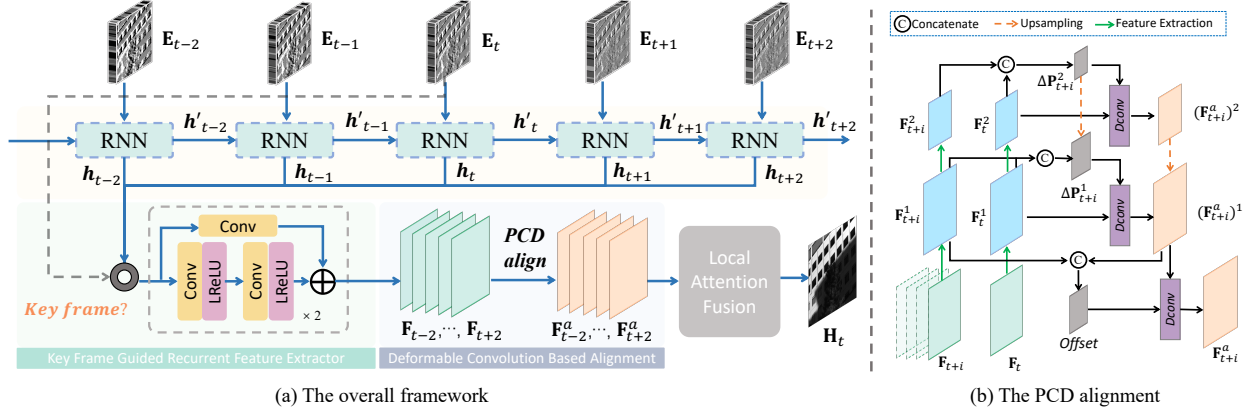 E_{t−2}
E_{t−1}
E_t
E_{t+1}
E_{t+2}
RNN h′_{t−2} RNN h′_{t−1} RNN h′_t RNN h′_{t+1} RNN h′_{t+2}
h_{t−2} h_{t−1} h_t h_{t+1} h_{t+2}
Key frame?
Conv
Conv
LReLU
Conv
LReLU
× 2
PCD
align
F_{t−2},⋯, F_{t+2}
F^a_{t−2},⋯, F^a_{t+2}
Local
Attention
Fusion
H_t
Key Frame Guided Recurrent Feature Extractor
Deformable Convolution Based Alignment
(a) The overall framework
C Concatenate
Upsampling
Feature Extraction
C
ΔP^2_{t+i}
F^2_{t+i}
F^2_t
Dconv
(F^a_{t+i})^2
C
ΔP^1_{t+i}
F^1_{t+i}
F^1_t
Dconv
(F^a_{t+i})^1
C
Offset
Dconv
F_{t+i}
F_t
F^a_{t+i}
(b) The PCD alignment